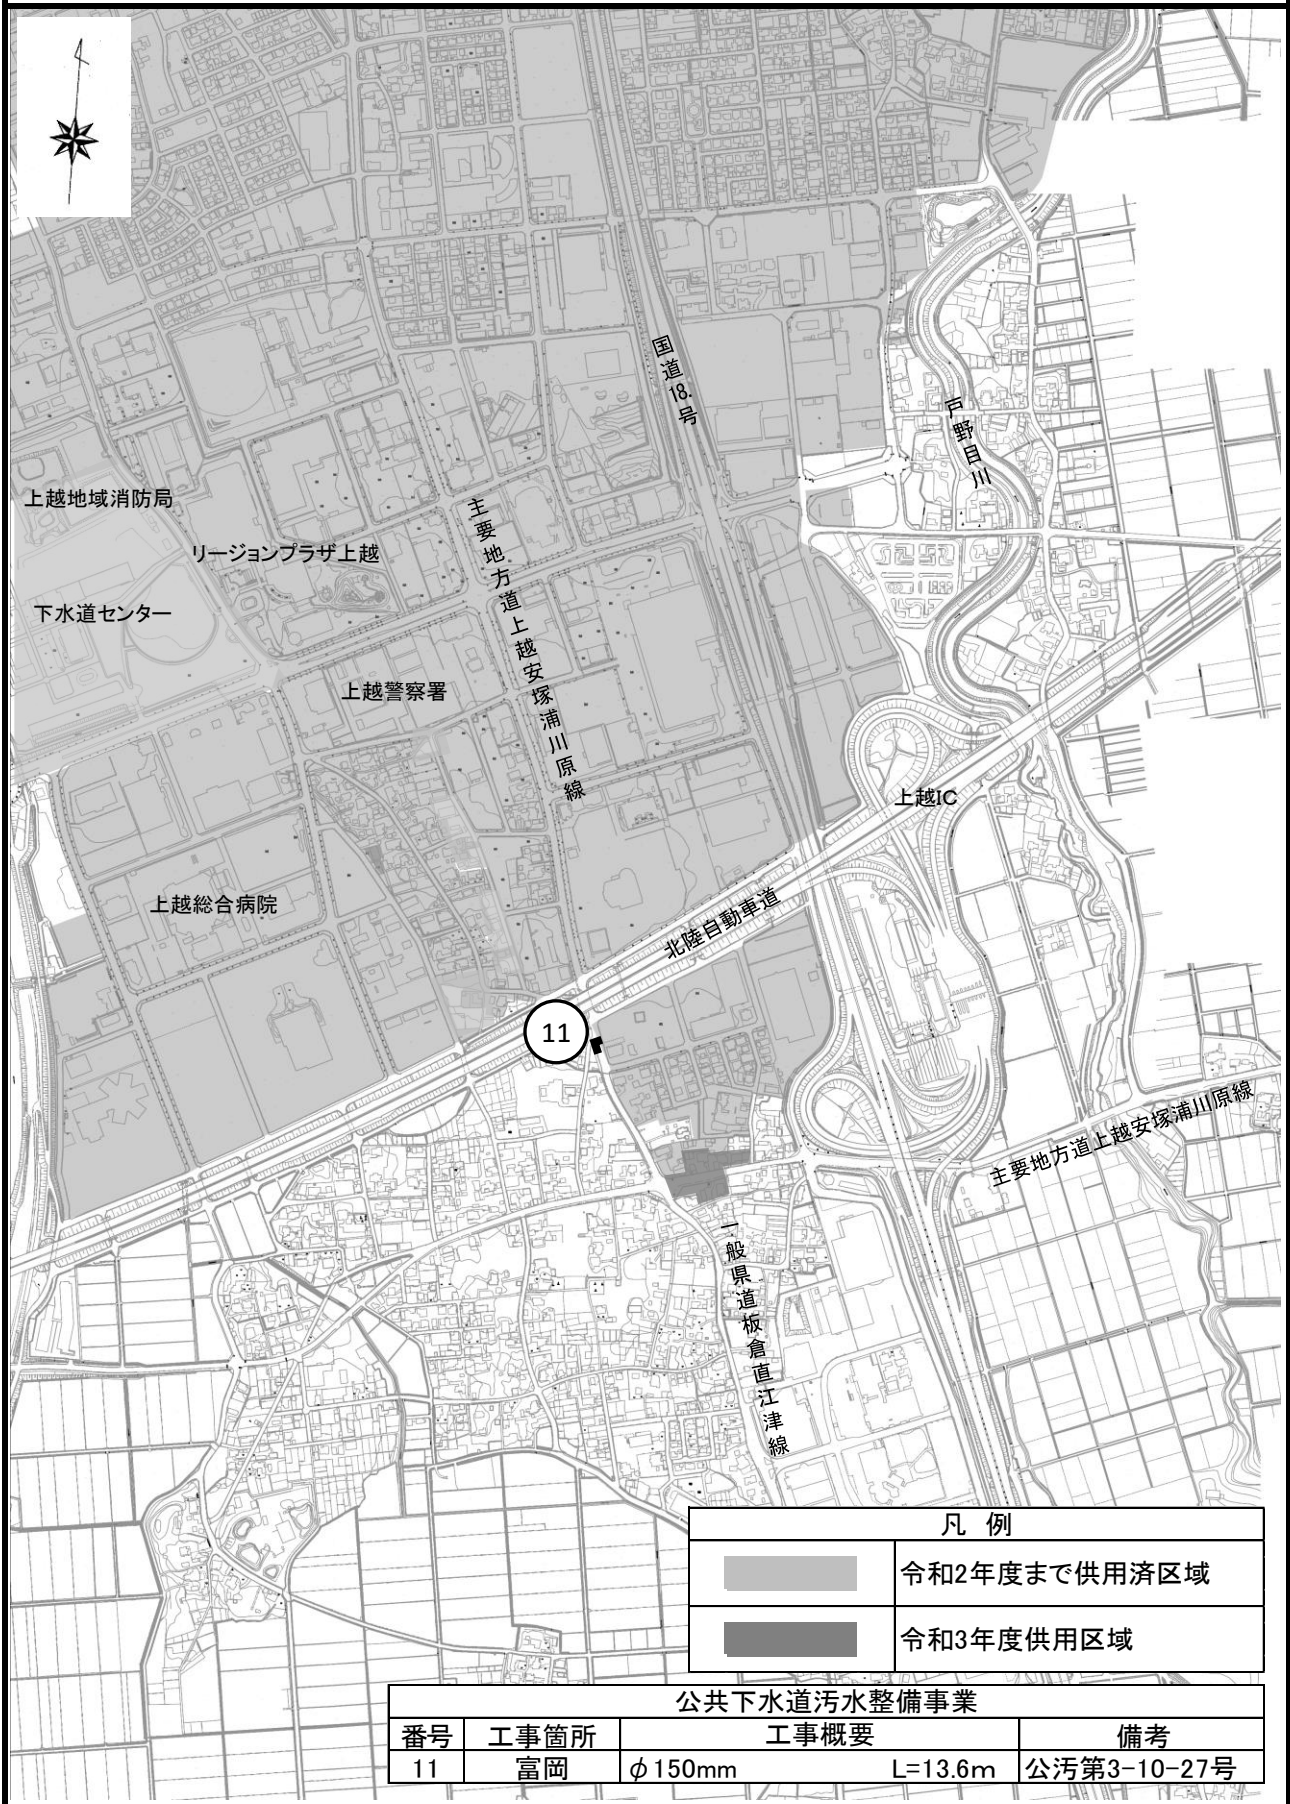 国道18.号
戸野目川
上越地域消防局
主要地方道上越安塚浦川原線
リージョンプラザ上越
下水道センター
上越警察署
上越IC
上越総合病院
北陸自動車道
11
主要地方道上越安塚浦川原線
一般県道板倉直江津線
凡 例
令和2年度まで供用済区域
令和3年度供用区域
公共下水道汚水整備事業
番号 工事箇所 工事概要 備考
11 富岡 φ150mm L=13.6m 公汚第3-10-27号